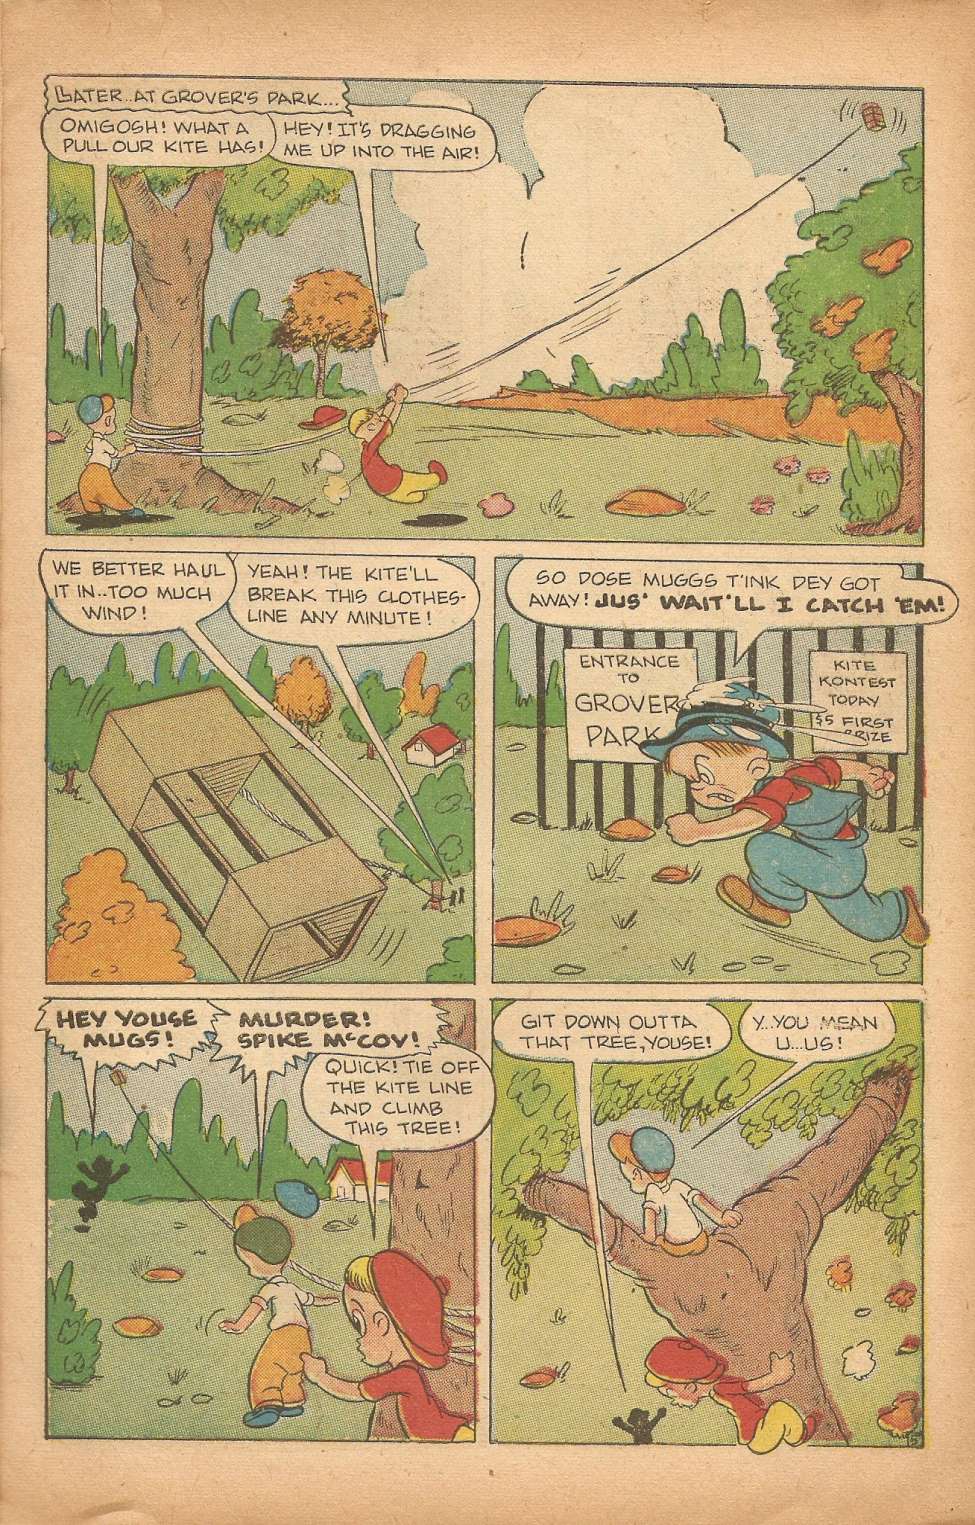 LATER..AT GROVER'S PARK...
OMIGOSH! WHAT A
PULL OUR KITE HAS!
HEY! IT'S DRAGGING
ME UP INTO THE AIR!
WE BETTER HAUL
IT IN..TOO MUCH
WIND!
YEAH! THE KITE'LL
BREAK THIS CLOTHES-
LINE ANY MINUTE!
SO DOSE MUGGS T'INK DEY GOT
AWAY! JUS' WAIT'LL I CATCH 'EM!
ENTRANCE
TO
GROVER
PARK
KITE
KONTEST
TODAY
$5 FIRST
RIZE
HEY YOUSE
MUGS!
MURDER!
SPIKE McCOY!
QUICK! TIE OFF
THE KITE LINE
AND CLIMB
THIS TREE!
GIT DOWN OUTTA
THAT TREE, YOUSE!
Y...YOU MEAN
U...US!
5